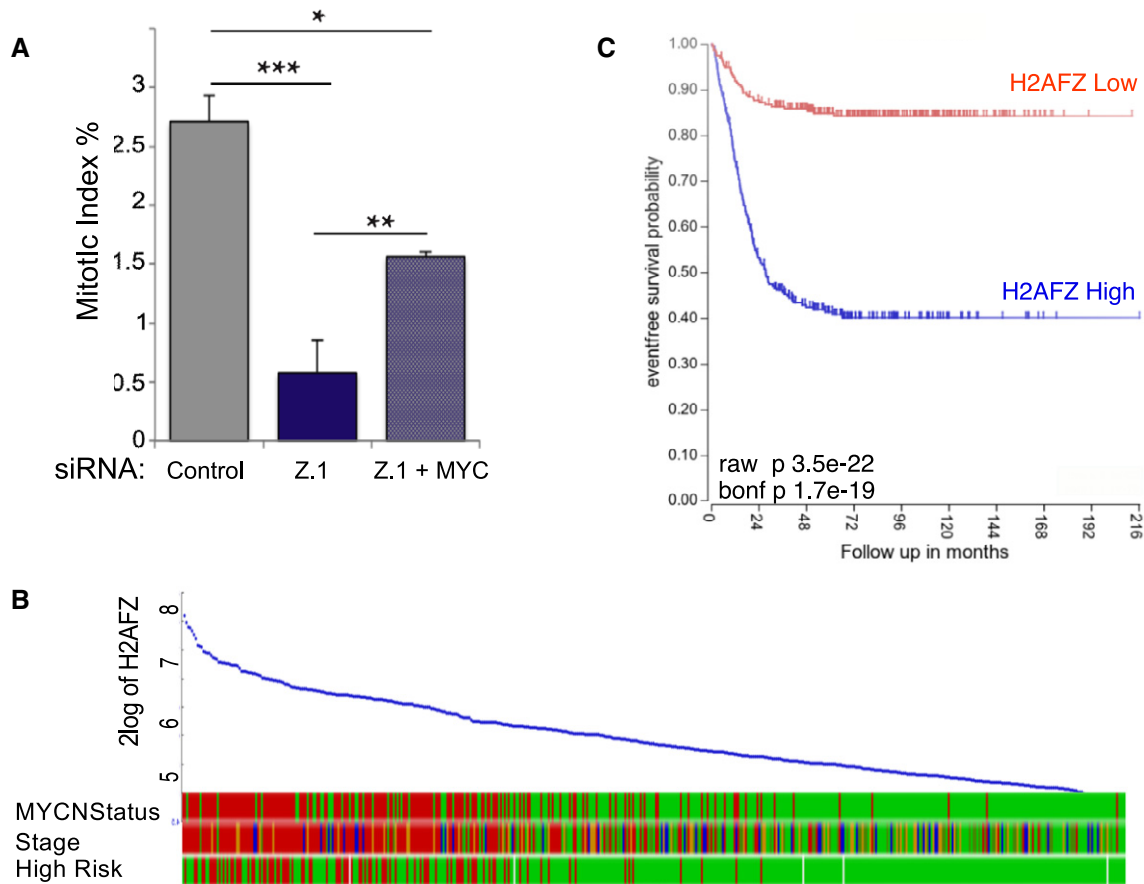 A
*
***
**
3
2.5
2
1.5
1
0.5
0
MitotIc Index %
siRNA: Control Z.1 Z.1 + MYC
C
1.00
0.90
0.80
0.70
0.60
0.50
0.40
0.30
0.20
0.10
0.00
eventfree survival probability
H2AFZ Low
H2AFZ High
raw p 3.5e-22
bonf p 1.7e-19
0 24 48 72 96 120 144 168 192 216
Follow up in months
B
8
7
6
5
2log of H2AFZ
MYCNStatus
Stage
High Risk